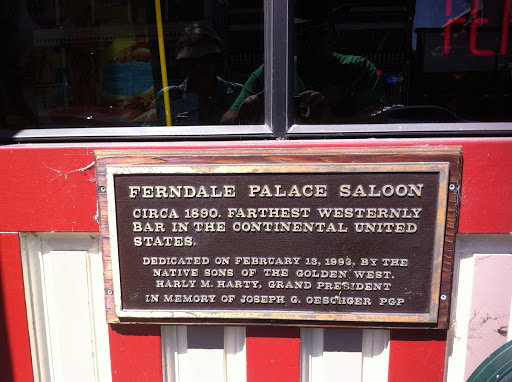 FERNDALE PALACE SALOON
CIRCA 1890. FARTHEST WESTERNLY
BAR IN THE CONTINENTAL UNITED
STATES.
DEDICATED ON FEBRUARY 13, 1993, BY THE
NATIVE SONS OF THE GOLDEN WEST.
HARLY M. HARTY, GRAND PRESIDENT
IN MEMORY OF JOSEPH G. OESCHGER PGP